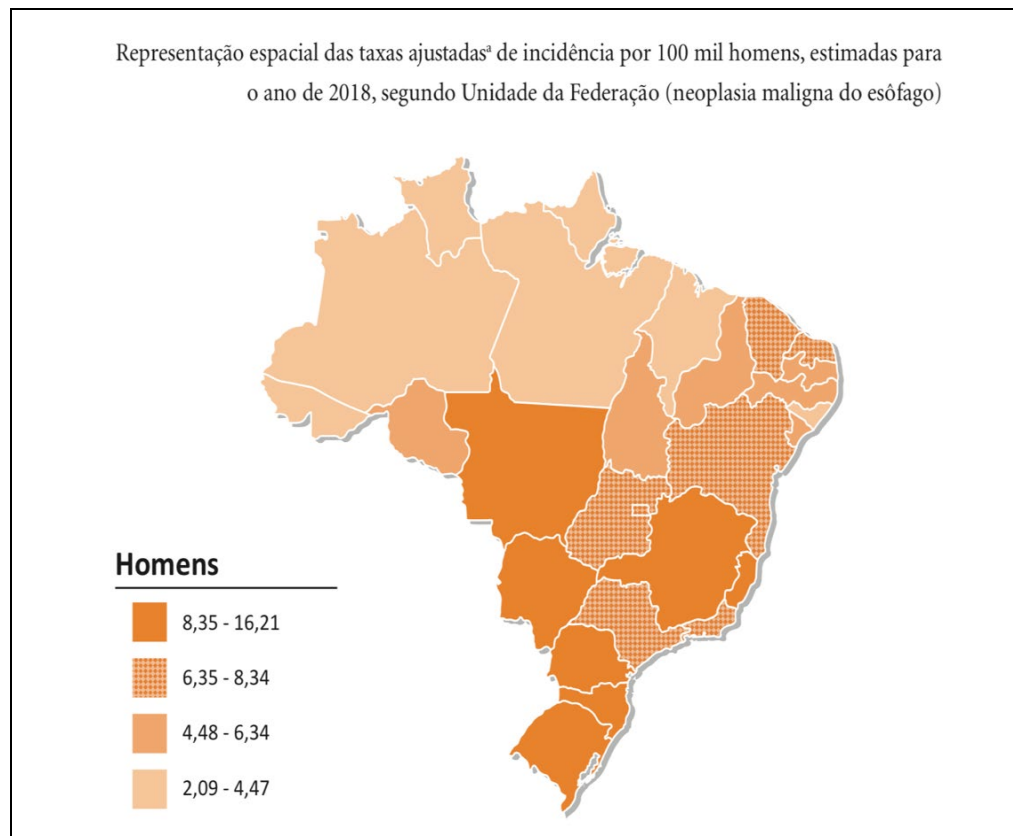 Representação espacial das taxas ajustadasª de incidência por 100 mil homens, estimadas para
o ano de 2018, segundo Unidade da Federação (neoplasia maligna do esôfago)
Homens
8,35 - 16,21
6,35 - 8,34
4,48 - 6,34
2,09 - 4,47